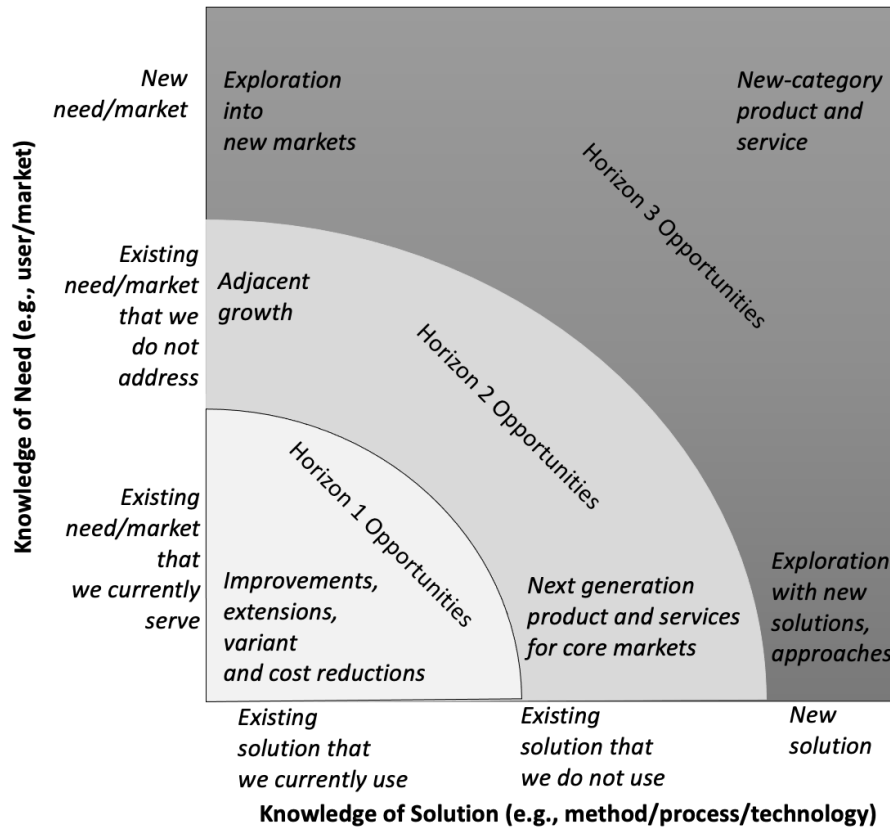 Knowledge of Need (e.g., user/market)
New
need/market
Existing
need/market
that we
do not
address
Existing
need/market
that
we currently
serve
Exploration
into
new markets
New-category
product and
service
Horizon 3 Opportunities
Adjacent
growth
Horizon 2 Opportunities
Horizon 1 Opportunities
Improvements,
extensions,
variant
and cost reductions
Next generation
product and services
for core markets
Exploration
with new
solutions,
approaches
Existing
solution that
we currently use
Existing
solution that
we do not use
New
solution
Knowledge of Solution (e.g., method/process/technology)